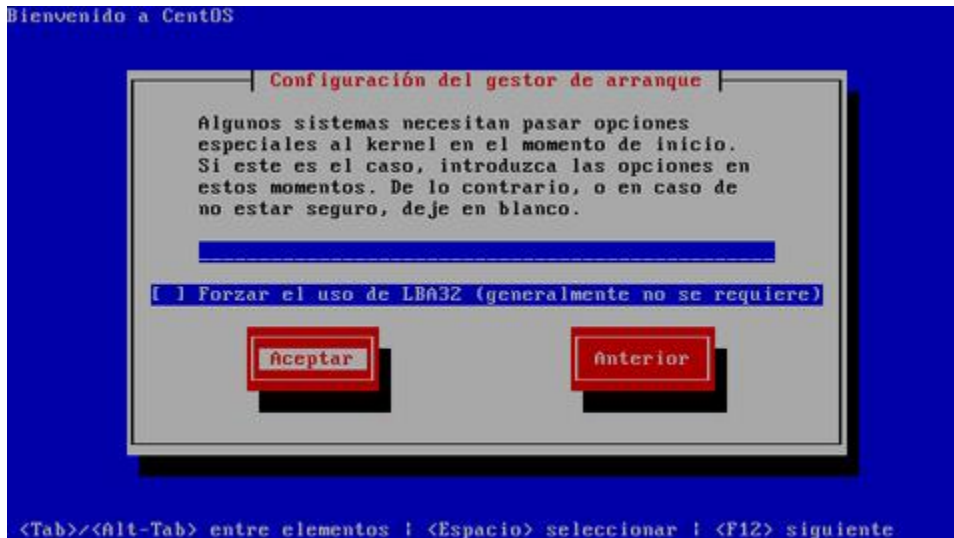 Bienvenido a CentOS
Configuración del gestor de arranque
Algunos sistemas necesitan pasar opciones
especiales al kernel en el momento de inicio.
Si este es el caso, introduzca las opciones en
estos momentos. De lo contrario, o en caso de
no estar seguro, deje en blanco.
[ ] Forzar el uso de LBA32 (generalmente no se requiere)
Aceptar
Anterior
<Tab>/<Alt-Tab> entre elementos | <Espacio> seleccionar | <F12> siguiente